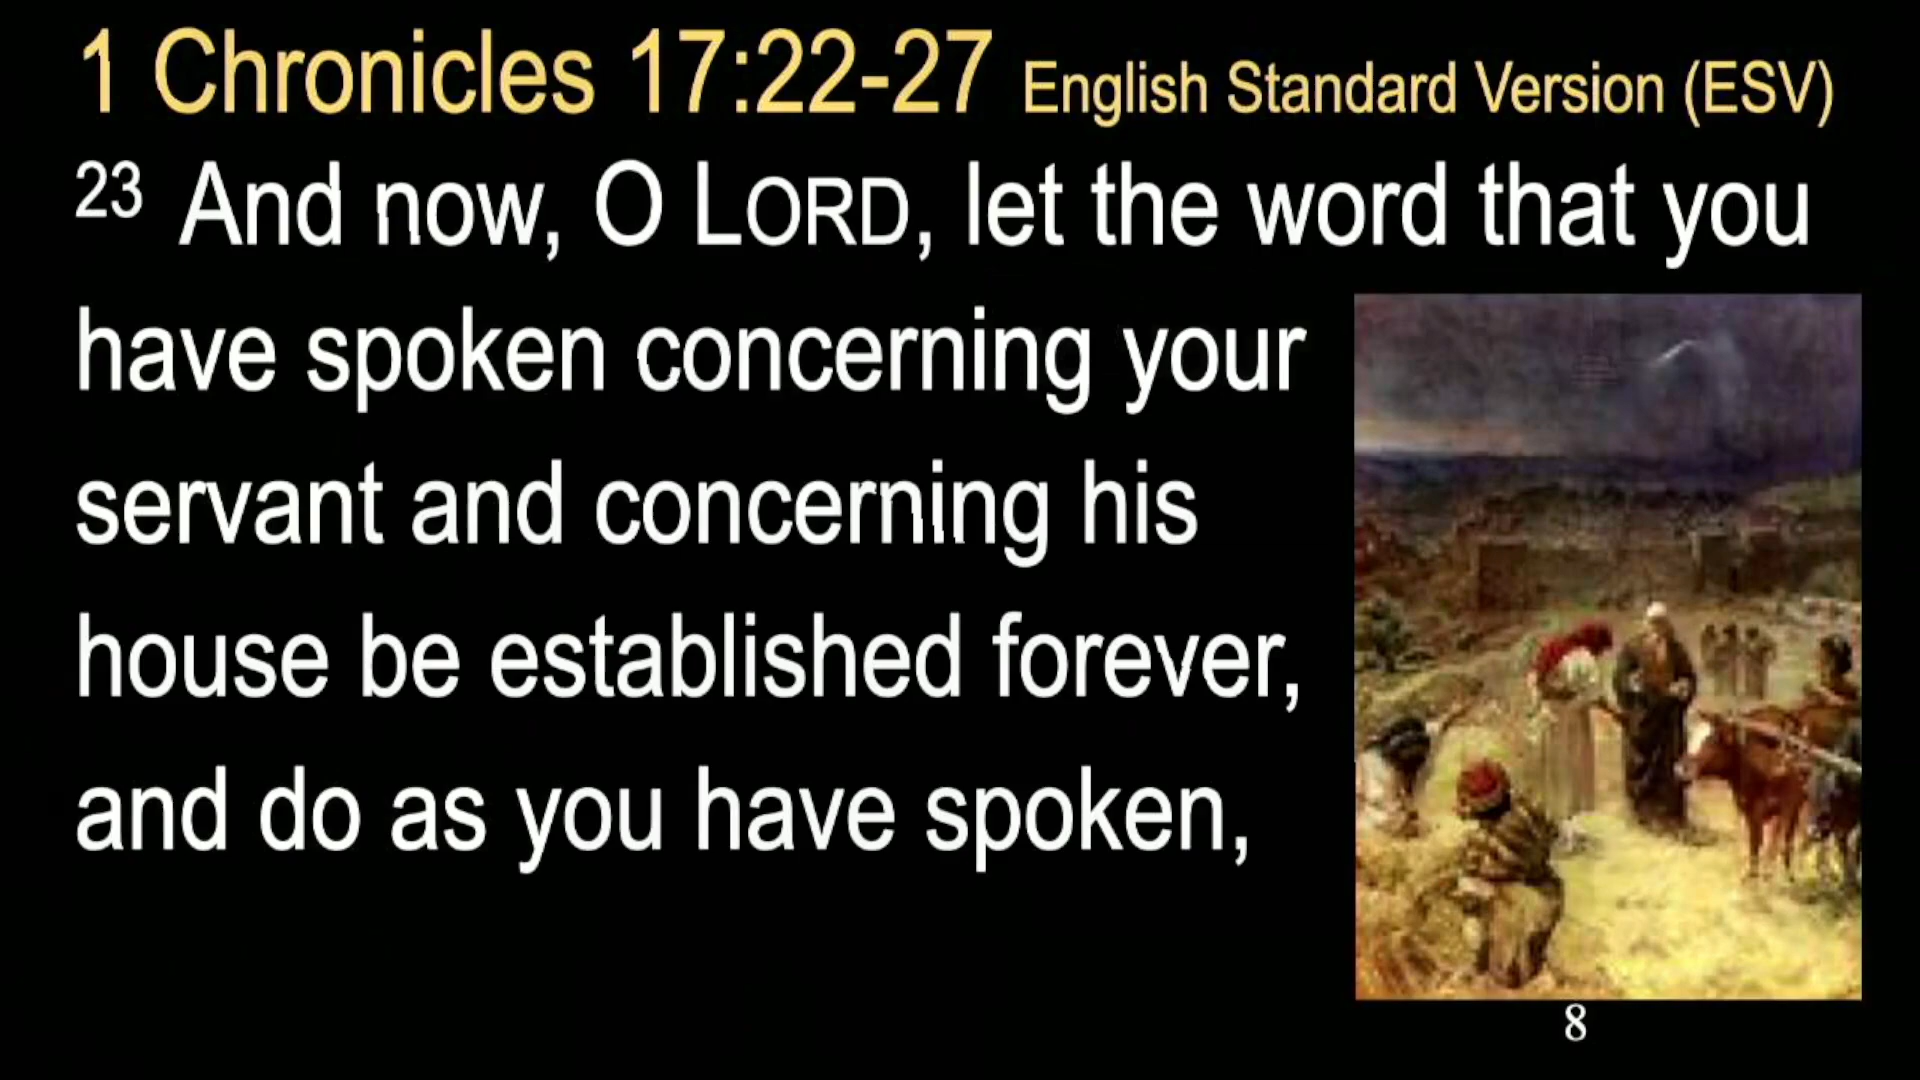 1 Chronicles 17:22-27 English Standard Version (ESV)
23 And now, O LORD, let the word that you
have spoken concerning your
servant and concerning his
house be established forever,
and do as you have spoken,
8